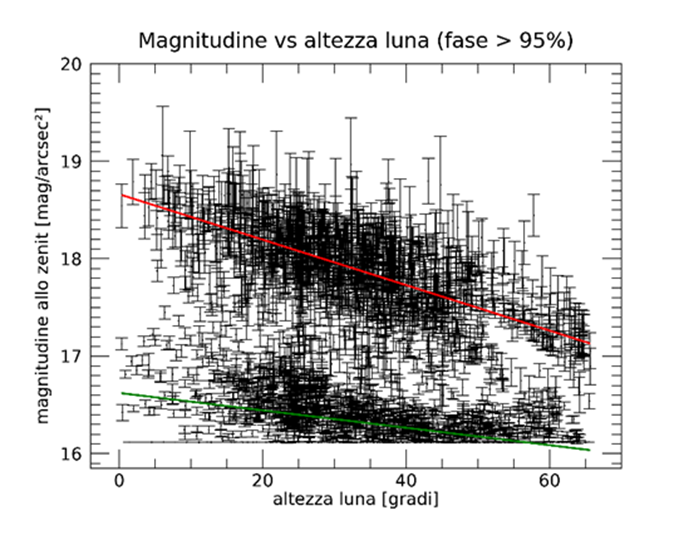 Magnitudine vs altezza luna (fase > 95%)
20
19
18
17
16
magnitudine allo zenit [mag/arcsec²]
0 20 40 60
altezza luna [gradi]